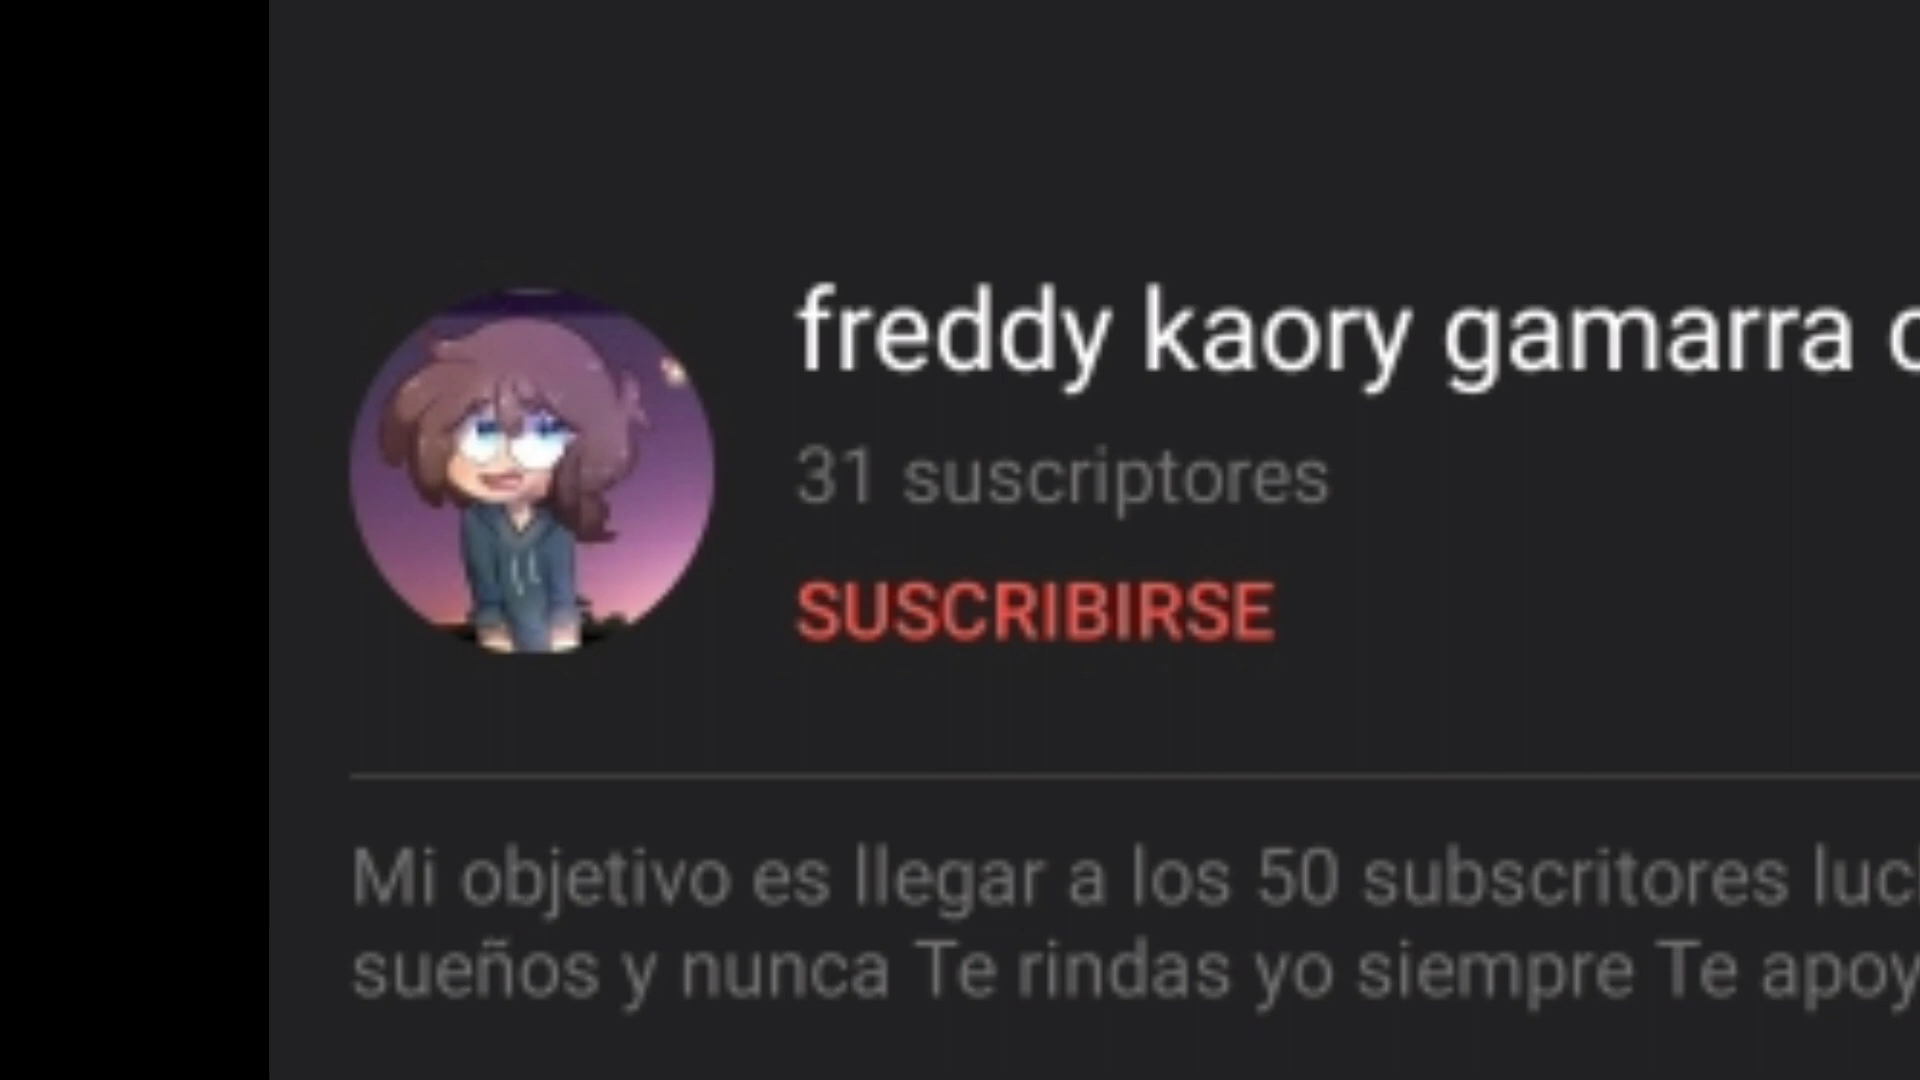 freddy kaory gamarra
31 suscriptores
SUSCRIBIRSE
Mi objetivo es llegar a los 50 subscritores
sueños y nunca Te rindas yo siempre Te